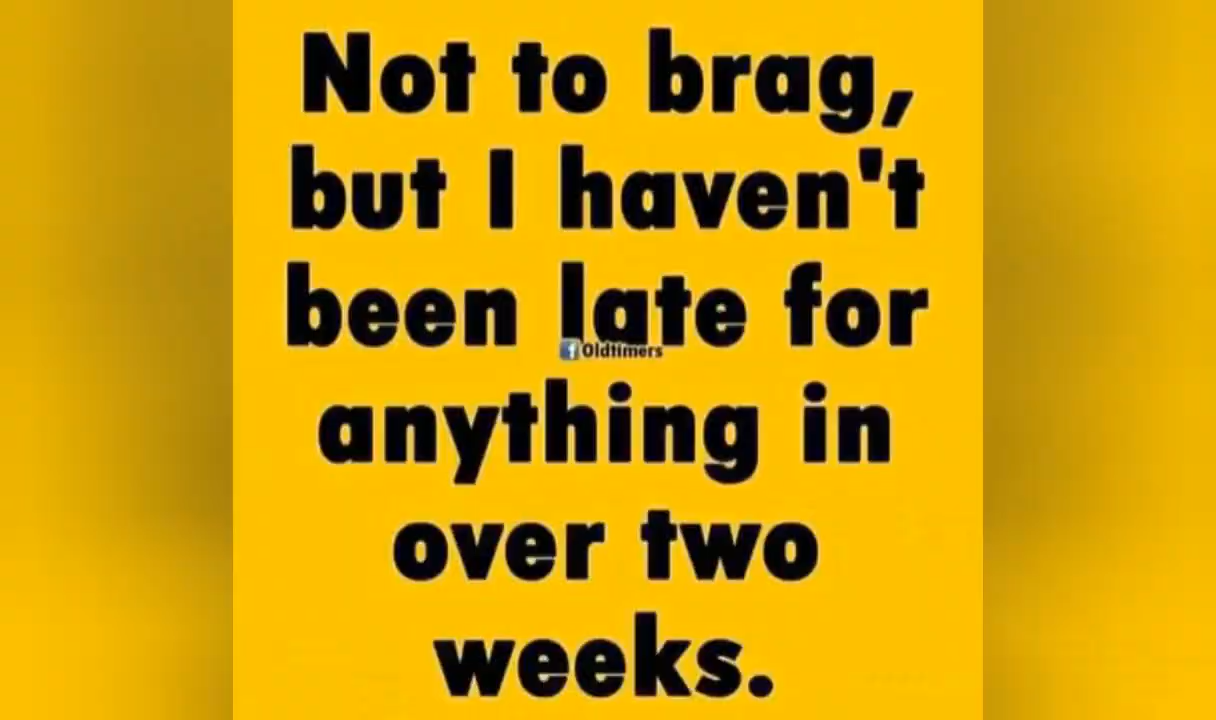 Not to brag,
but I haven't
been late for
Oldtimers
anything in
over two
weeks.